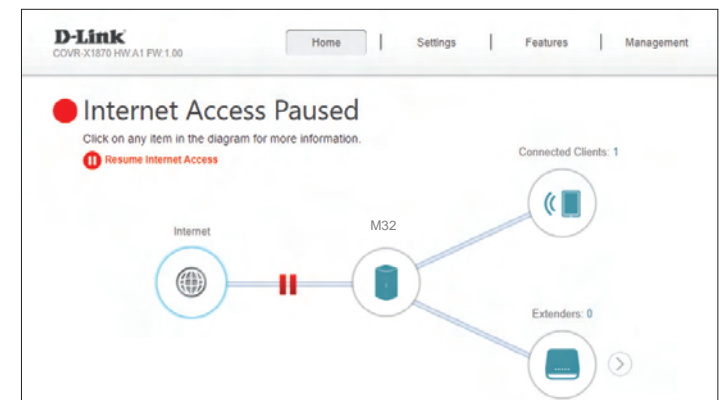 D-Link
COVR-X1870 HW:A1 FW:1.00
Home | Settings | Features | Management
Internet Access Paused
Click on any item in the diagram for more information.
Resume Internet Access
Connected Clients: 1
Internet
M32
Extenders: 0